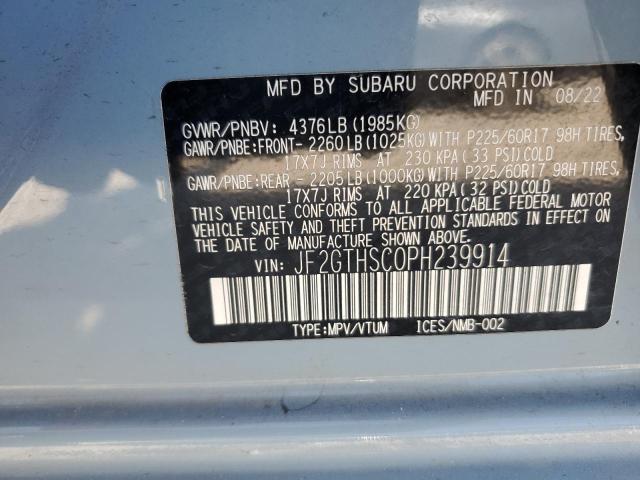 MFD BY SUBARU CORPORATION
MFD IN 08/22
GVWR/PNBV: 4376LB (1985KG)
GAWR/PNBE:FRONT- 2260LB (1025KG) WITH P225/60R17 98H TIRES,
17X7J RIMS AT 230 KPA (33 PSI) COLD
GAWR/PNBE:REAR - 2205LB (1000KG) WITH P225/60R17 98H TIRES,
17X7J RIMS AT 220 KPA (32 PSI) COLD
THIS VEHICLE CONFORMS TO ALL APPLICABLE FEDERAL MOTOR
VEHICLE SAFETY AND THEFT PREVENTION STANDARDS IN EFFECT ON
THE DATE OF MANUFACTURE SHOWN ABOVE.
VIN: JF2GTHSC0PH239914
TYPE:MPV/VTUM ICES/NMB-002